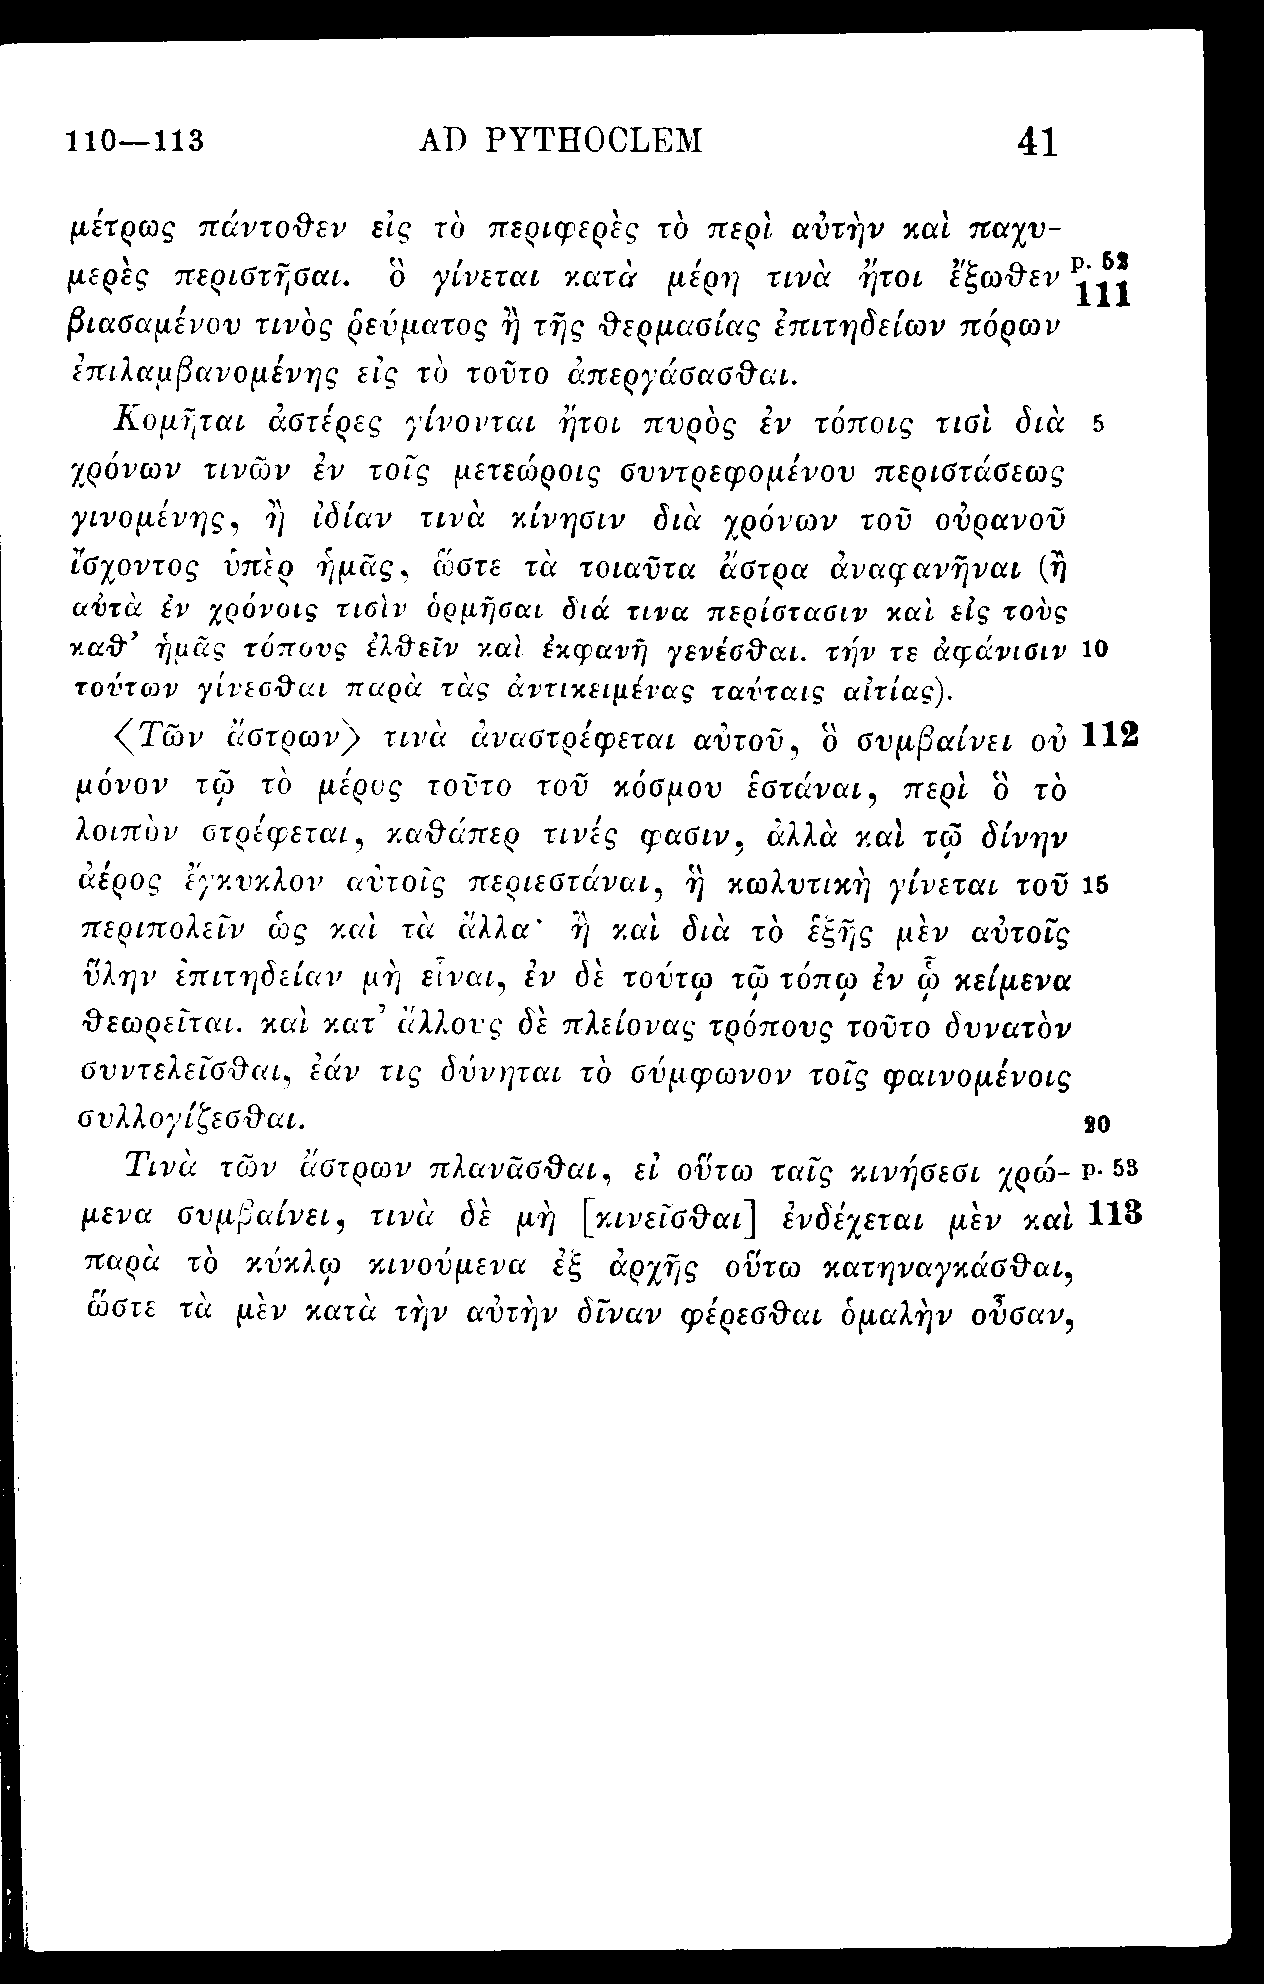 110—113 AD PYTHOCLEM 41
μέτρως πάντοθεν εἰς τὸ περιφερὲς τὸ περὶ αὐτὴν καὶ παχυ-
μερὲς περιστῆσαι. ὃ γίνεται κατὰ μέρη τινὰ ἤτοι ἔξωθεν p. 52 111
βιασαμένου τινὸς ῥεύματος ἢ τῆς θερμασίας ἐπιτηδείων πόρων
ἐπιλαμβανομένης εἰς τὸ τοῦτο ἀπεργάσασθαι.
Κομῆται ἀστέρες γίνονται ἤτοι πυρὸς ἐν τόποις τισὶ διὰ 5
χρόνων τινῶν ἐν τοῖς μετεώροις συντρεφομένου περιστάσεως
γινομένης, ἢ ἰδίαν τινὰ κίνησιν διὰ χρόνων τοῦ οὐρανοῦ
ἴσχοντος ὑπὲρ ἡμᾶς, ὥστε τὰ τοιαῦτα ἄστρα ἀναφανῆναι (ἢ
αὐτὰ ἐν χρόνοις τισὶν ὁρμῆσαι διά τινα περίστασιν καὶ εἰς τοὺς
καθ’ ἡμᾶς τόπους ἐλθεῖν καὶ ἐκφανῆ γενέσθαι. τήν τε ἀφάνισιν 10
τούτων γίνεσθαι παρὰ τὰς ἀντικειμένας ταύταις αἰτίας).
〈Τῶν ἄστρων〉 τινὰ ἀναστρέφεται αὐτοῦ, ὃ συμβαίνει οὐ 112
μόνον τῷ τὸ μέρος τοῦτο τοῦ κόσμου ἑστάναι, περὶ ὃ τὸ
λοιπὸν στρέφεται, καθάπερ τινές φασιν, ἀλλὰ καὶ τῷ δίνην
ἀέρος ἔγκυκλον αὐτοῖς περιεστάναι, ἣ κωλυτικὴ γίνεται τοῦ 15
περιπολεῖν ὡς καὶ τὰ ἄλλα· ἢ καὶ διὰ τὸ ἑξῆς μὲν αὐτοῖς
ὕλην ἐπιτηδείαν μὴ εἶναι, ἐν δὲ τούτῳ τῷ τόπῳ ἐν ᾧ κείμενα
θεωρεῖται. καὶ κατ’ ἄλλους δὲ πλείονας τρόπους τοῦτο δυνατὸν
συντελεῖσθαι, ἐάν τις δύνηται τὸ σύμφωνον τοῖς φαινομένοις
συλλογίζεσθαι. 20
Τινὰ τῶν ἄστρων πλανᾶσθαι, εἰ οὕτω ταῖς κινήσεσι χρώ- p. 53
μενα συμβαίνει, τινὰ δὲ μὴ [κινεῖσθαι] ἐνδέχεται μὲν καὶ 113
παρὰ τὸ κύκλῳ κινούμενα ἐξ ἀρχῆς οὕτω κατηναγκάσθαι,
ὥστε τὰ μὲν κατὰ τὴν αὐτὴν δῖναν φέρεσθαι ὁμαλὴν οὖσαν,